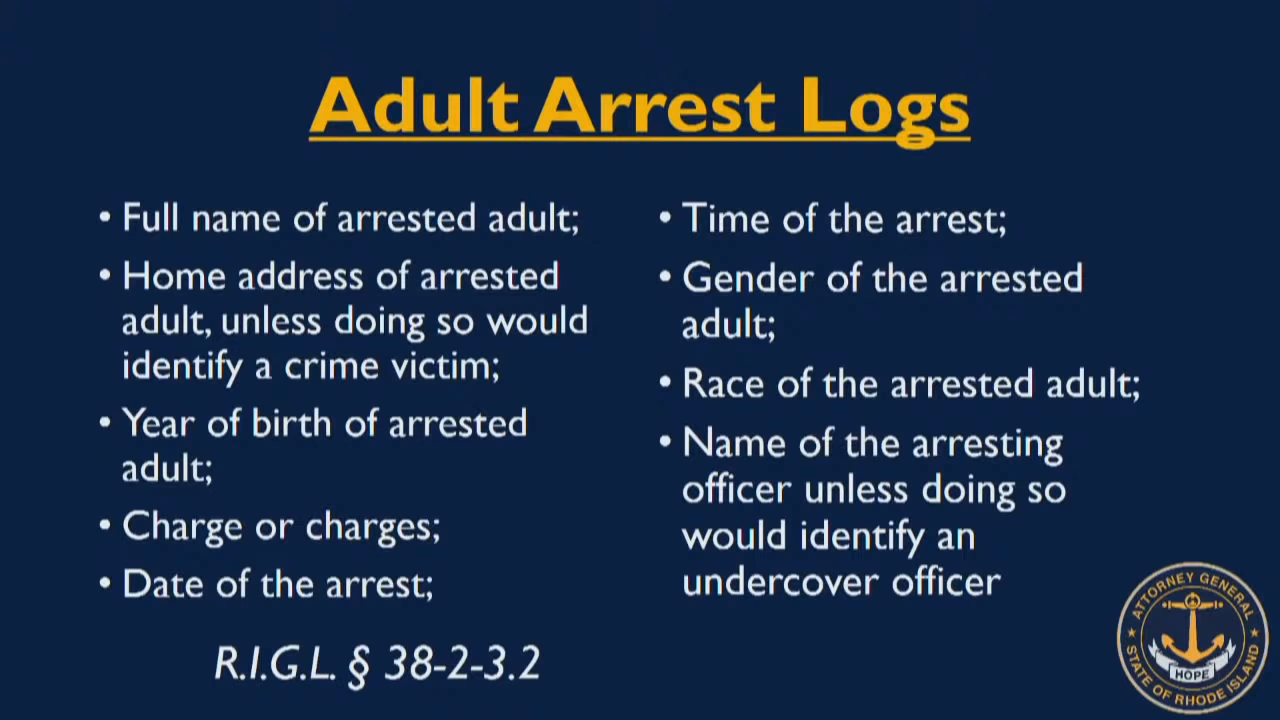 Adult Arrest Logs
• Full name of arrested adult;
• Home address of arrested
adult, unless doing so would
identify a crime victim;
• Year of birth of arrested
adult;
• Charge or charges;
• Date of the arrest;
R.I.G.L. § 38-2-3.2
• Time of the arrest;
• Gender of the arrested
adult;
• Race of the arrested adult;
• Name of the arresting
officer unless doing so
would identify an
undercover officer
ATTORNEY GENERAL
HOPE
STATE OF RHODE ISLAND